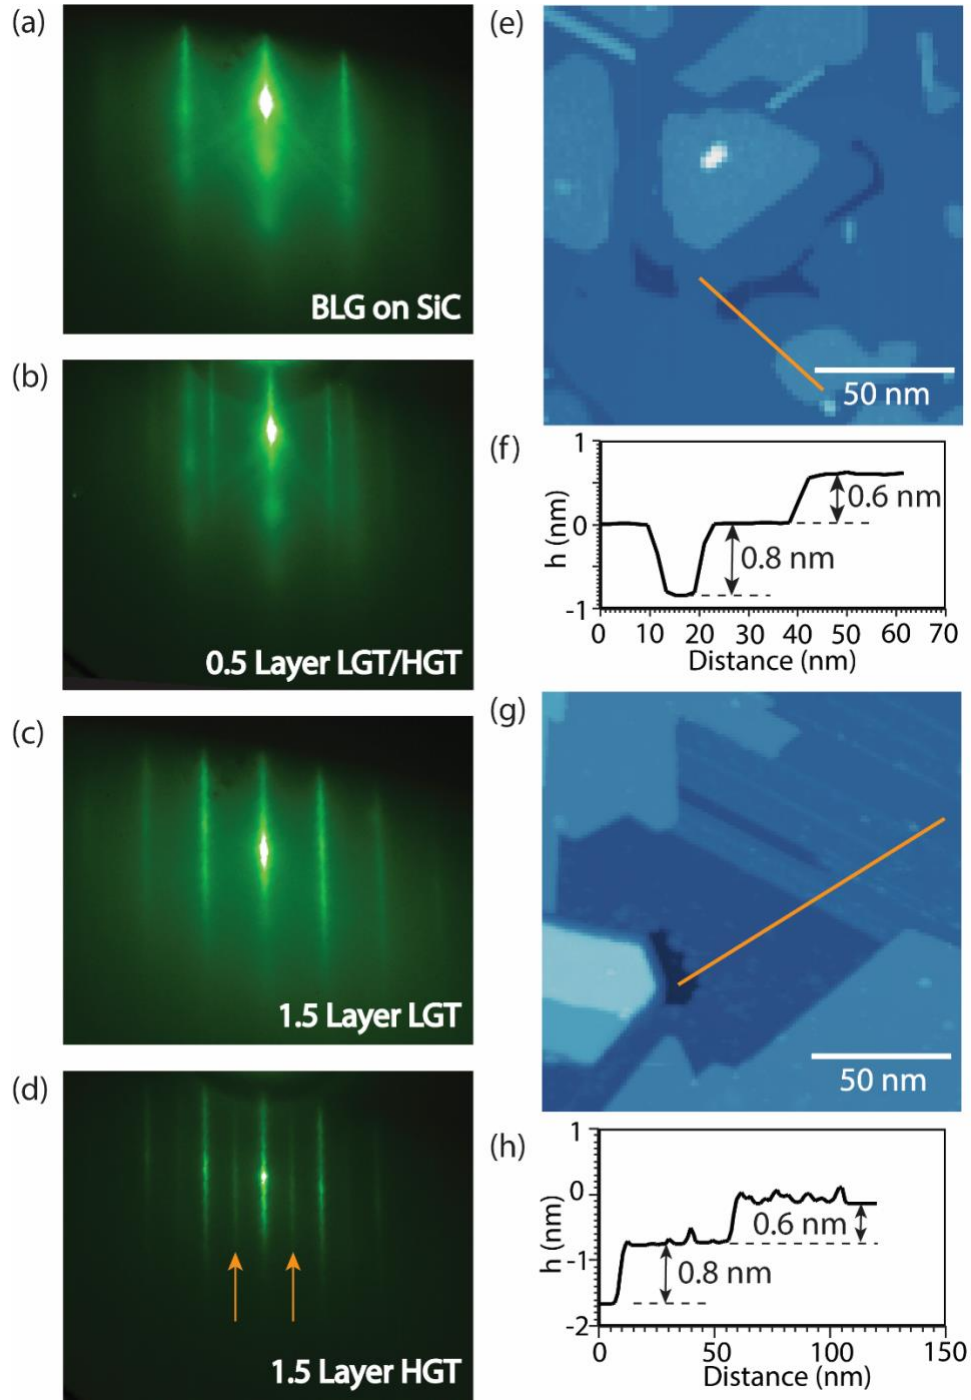 (a)
BLG on SiC
(b)
0.5 Layer LGT/HGT
(c)
1.5 Layer LGT
(d)
1.5 Layer HGT
(e)
50 nm
(f)
h (nm)
1
0
-1
0.6 nm
0.8 nm
0 10 20 30 40 50 60 70
Distance (nm)
(g)
50 nm
(h)
h (nm)
1
0
-1
-2
0.6 nm
0.8 nm
0 50 100 150
Distance (nm)